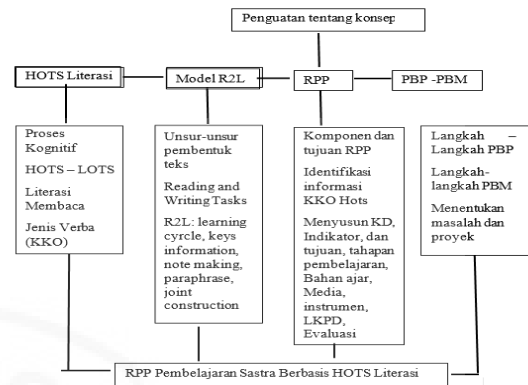 Penguatan tentang konsep
HOTS Literasi
Model R2L
RPP
PBP -PBM
Proses
Kognitif
HOTS – LOTS
Literasi
Membaca
Jenis Verba
(KKO)
Unsur-unsur
pembentuk
teks
Reading and
Writing Tasks
R2L: learning
cyrcle, keys
information,
note making,
paraphrase,
joint
construction
Komponen dan
tujuan RPP
Identifikasi
informasi
KKO Hots
Menyusun KD,
Indikator, dan
tujuan, tahapan
pembelajaran,
Bahan ajar,
Media,
instrumen,
LKPD,
Evaluasi
Langkah –
Langkah PBP
Langkah-
langkah PBM
Menentukan
masalah dan
proyek
RPP Pembelajaran Sastra Berbasis HOTS Literasi